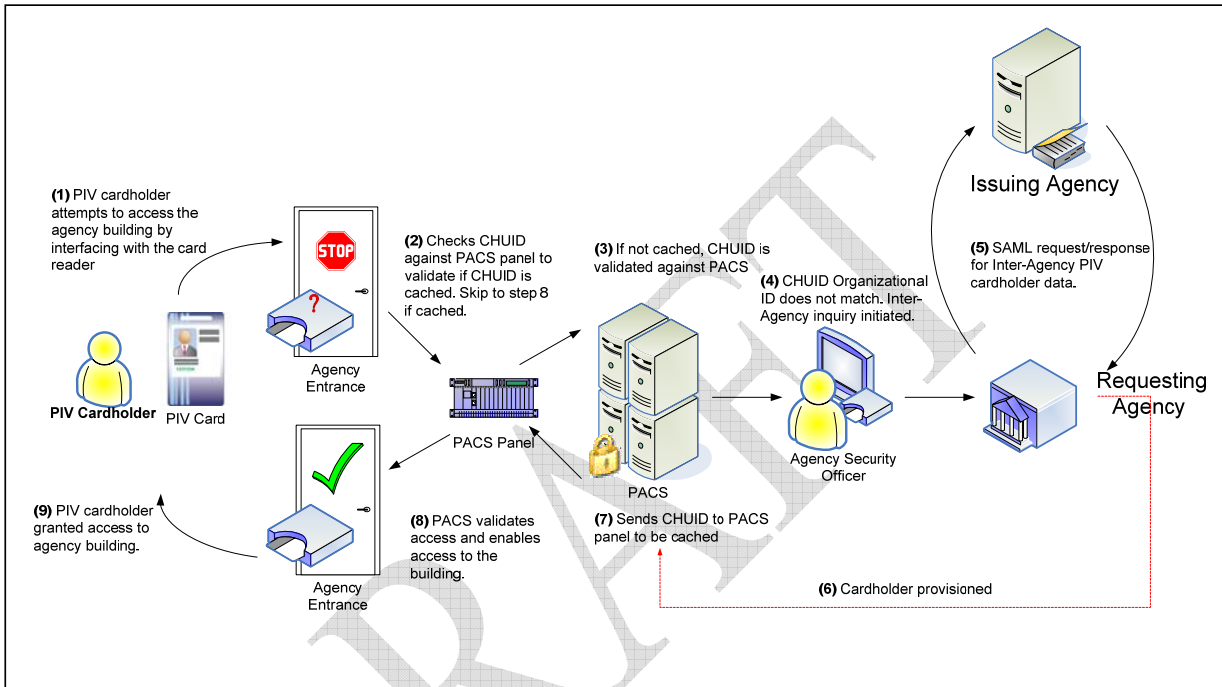 (1) PIV cardholder
attempts to access the
agency building by
interfacing with the card
reader
STOP
?
Agency
Entrance
PIV Cardholder
PIV Card
(2) Checks CHUID
against PACS panel to
validate if CHUID is
cached. Skip to step 8
if cached.
PACS Panel
(3) If not cached, CHUID is
validated against PACS
PACS
(4) CHUID Organizational
ID does not match. Inter-
Agency inquiry initiated.
Agency Security
Officer
Issuing Agency
(5) SAML request/response
for Inter-Agency PIV
cardholder data.
Requesting
Agency
(6) Cardholder provisioned
(7) Sends CHUID to PACS
panel to be cached
(8) PACS validates
access and enables
access to the
building.
Agency
Entrance
(9) PIV cardholder
granted access to
agency building.
RAFT